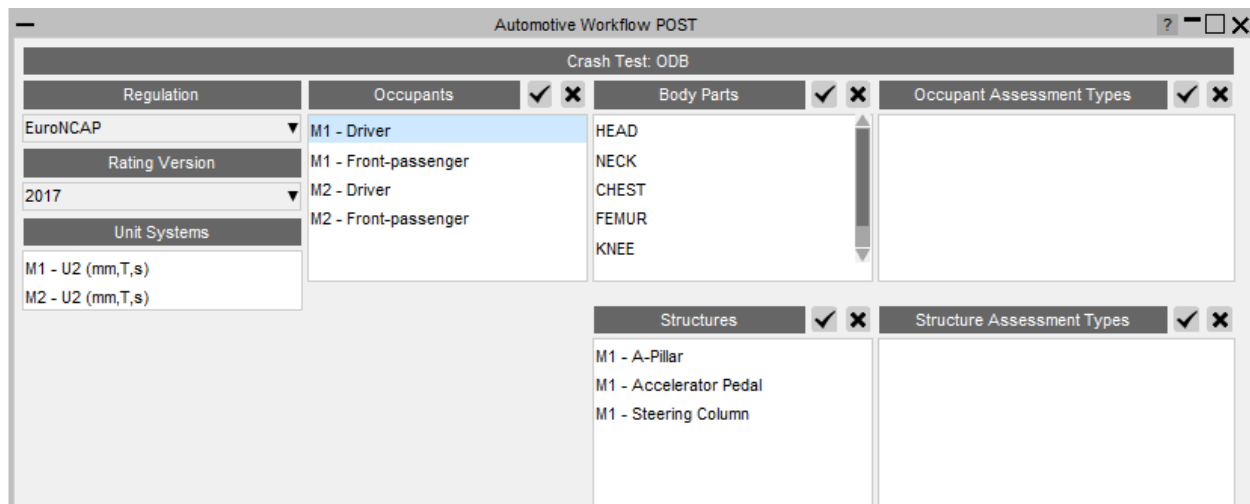 Automotive Workflow POST
?
Crash Test: ODB
Regulation
EuroNCAP
Rating Version
2017
Unit Systems
M1 - U2 (mm,T,s)
M2 - U2 (mm,T,s)
Occupants
M1 - Driver
M1 - Front-passenger
M2 - Driver
M2 - Front-passenger
Body Parts
HEAD
NECK
CHEST
FEMUR
KNEE
Occupant Assessment Types
Structures
M1 - A-Pillar
M1 - Accelerator Pedal
M1 - Steering Column
Structure Assessment Types